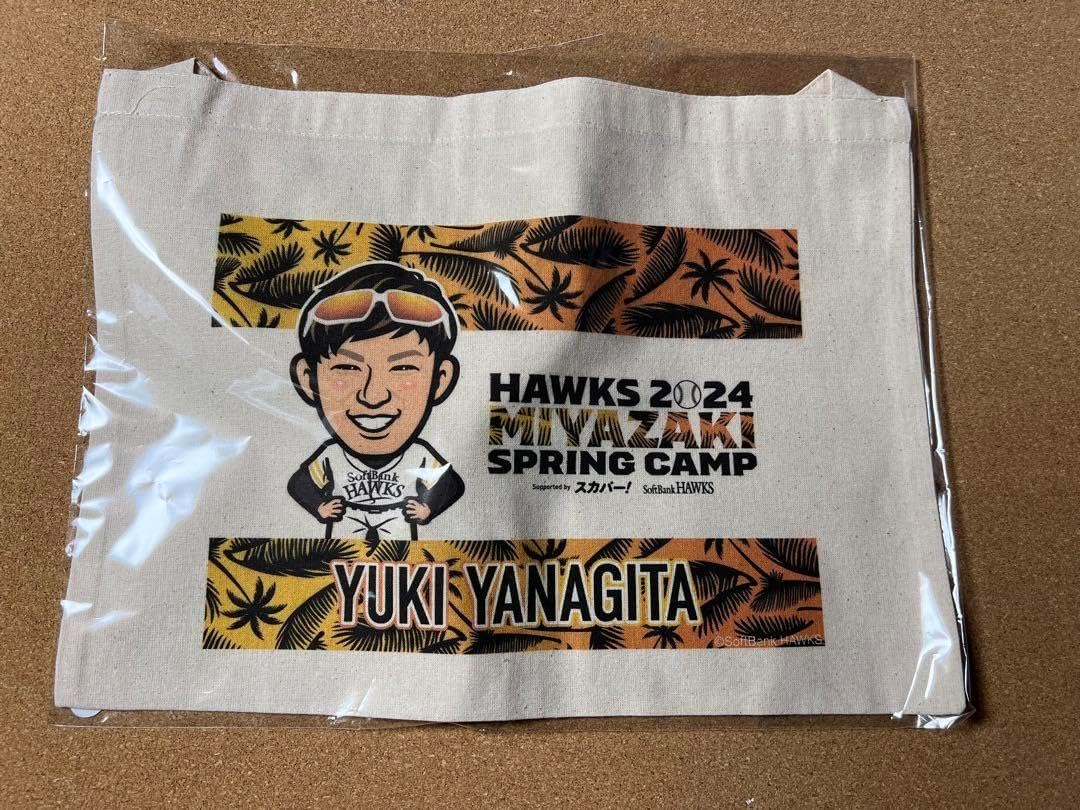 HAWKS 2024
MIYAZAKI
SPRING CAMP
Supported by スカパー! SoftBank HAWKS
SoftBank
HAWKS
YUKI YANAGITA
©SoftBank HAWKS